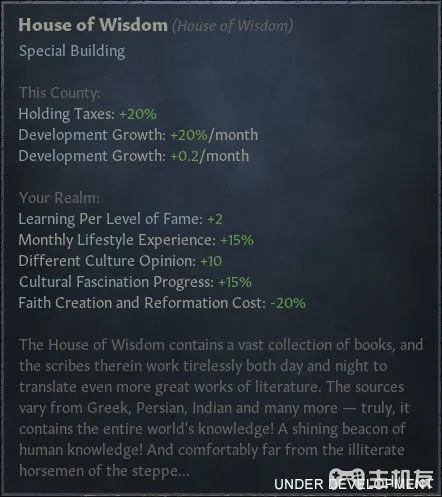 House of Wisdom (House of Wisdom)
Special Building
This County:
Holding Taxes: +20%
Development Growth: +20%/month
Development Growth: +0.2/month
Your Realm:
Learning Per Level of Fame: +2
Monthly Lifestyle Experience: +15%
Different Culture Opinion: +10
Cultural Fascination Progress: +15%
Faith Creation and Reformation Cost: -20%
The House of Wisdom contains a vast collection of books, and
the scribes therein work tirelessly both day and night to
translate even more great works of literature. The sources
vary from Greek, Persian, Indian and many more — truly, it
contains the entire world's knowledge! A shining beacon of
human knowledge! And comfortably far from the illiterate
horsemen of the steppe...
UNDER DEVELOPMENT